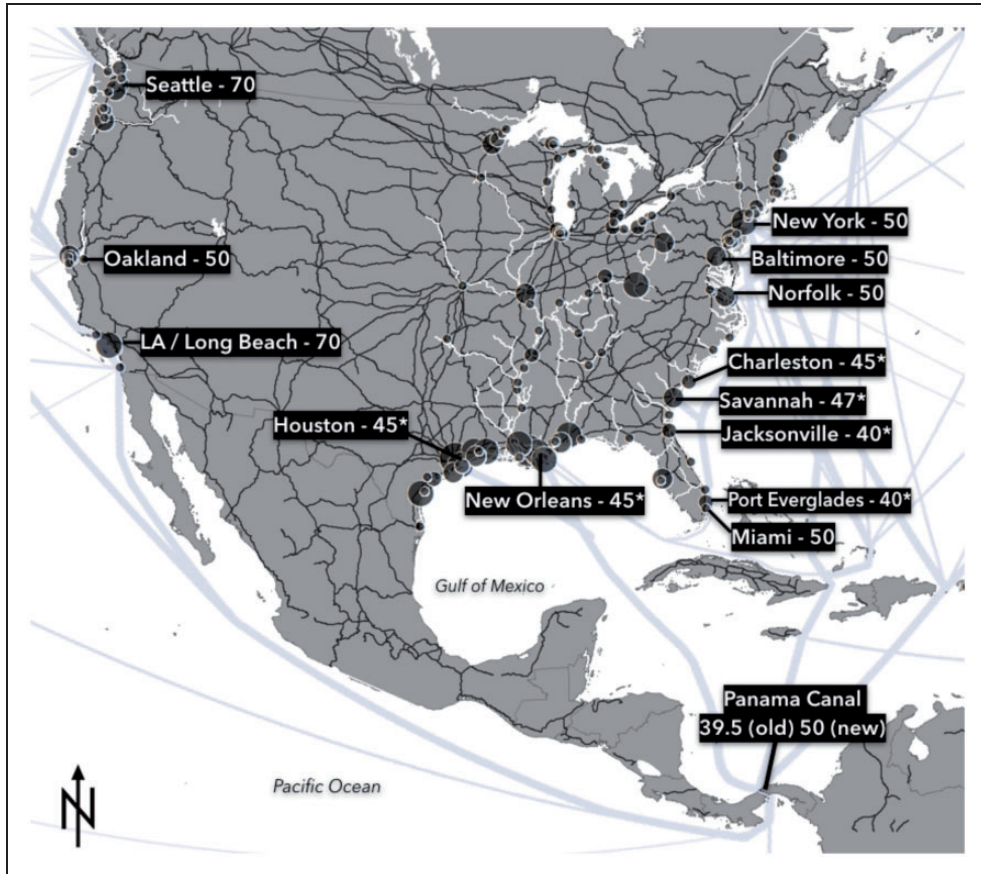 Seattle - 70
New York - 50
Oakland - 50
Baltimore - 50
Norfolk - 50
LA / Long Beach - 70
Charleston - 45*
Savannah - 47*
Houston - 45*
Jacksonville - 40*
New Orleans - 45*
Port Everglades - 40*
Miami - 50
Gulf of Mexico
Panama Canal
39.5 (old) 50 (new)
Pacific Ocean
N